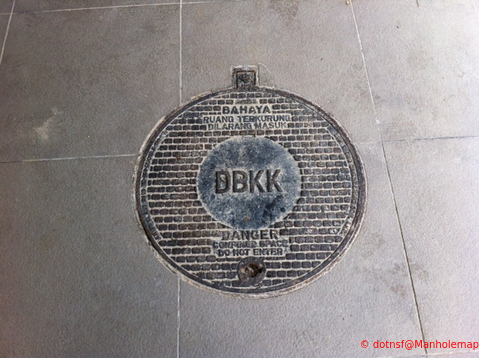 BAHAYA
RUANG TERKURUNG
DILARANG MASUK
DBKK
DANGER
CONFINED SPACE
DO NOT ENTER
© dotnsf@Manholemap